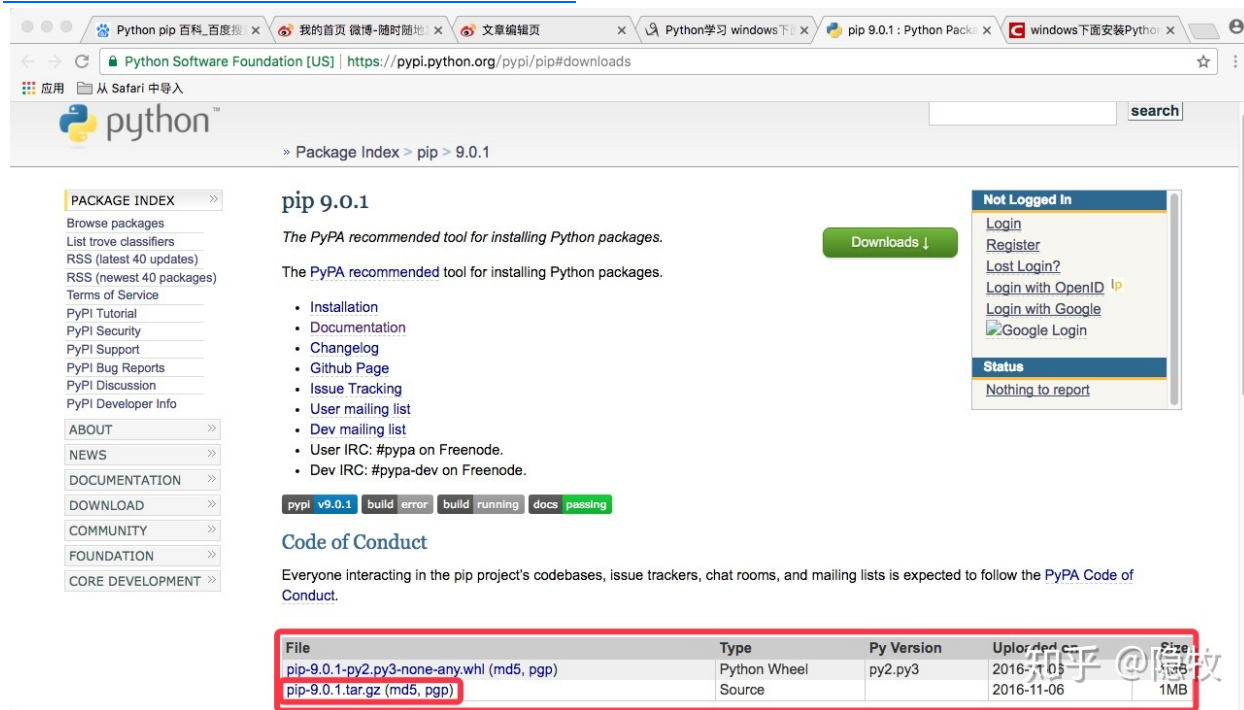 Python pip 百科_百度搜
我的首页 微博-随时随地
文章编辑页
Python学习 windows下
pip 9.0.1 : Python Packa
windows下面安装Python
Python Software Foundation [US] | https://pypi.python.org/pypi/pip#downloads
应用 从 Safari 中导入
python™
search
» Package Index > pip > 9.0.1
PACKAGE INDEX »
Browse packages
List trove classifiers
RSS (latest 40 updates)
RSS (newest 40 packages)
Terms of Service
PyPI Tutorial
PyPI Security
PyPI Support
PyPI Bug Reports
PyPI Discussion
PyPI Developer Info
ABOUT »
NEWS »
DOCUMENTATION »
DOWNLOAD »
COMMUNITY »
FOUNDATION »
CORE DEVELOPMENT »
pip 9.0.1
The PyPA recommended tool for installing Python packages.
Downloads ↓
The PyPA recommended tool for installing Python packages.
• Installation
• Documentation
• Changelog
• Github Page
• Issue Tracking
• User mailing list
• Dev mailing list
• User IRC: #pypa on Freenode.
• Dev IRC: #pypa-dev on Freenode.
pypi v9.0.1 build error build running docs passing
Not Logged In
Login
Register
Lost Login?
Login with OpenID lp
Login with Google
Google Login
Status
Nothing to report
Code of Conduct
Everyone interacting in the pip project's codebases, issue trackers, chat rooms, and mailing lists is expected to follow the PyPA Code of
Conduct.
File Type Py Version Uploaded on Size
pip-9.0.1-py2.py3-none-any.whl (md5, pgp) Python Wheel py2.py3 2016-11-06
pip-9.0.1.tar.gz (md5, pgp) Source 2016-11-06 1MB
知乎 @隐牧